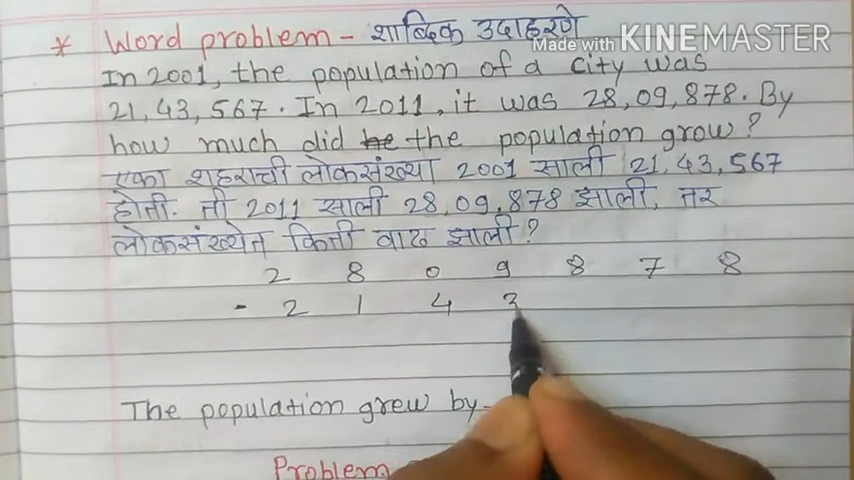 * Word problem - शाब्दिक उदाहरणे
Made with KINEMASTER
In 2001, the population of a city was
21,43,567. In 2011, it was 28,09,878. By
how much did he the population grow?
एका शहराची लोकसंख्या 2001 साली 21,43,567
होती. ती 2011 साली 28,09,878 झाली, तर
लोकसंख्येत किती वाढ झाली?
2 8 0 9 8 7 8
- 2 1 4 3
The population grew by-
Problem